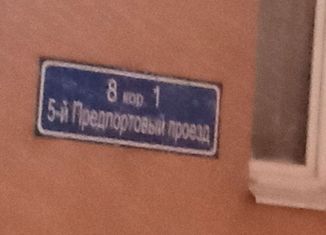 8 кор. 1
5-й Предпортовый проезд